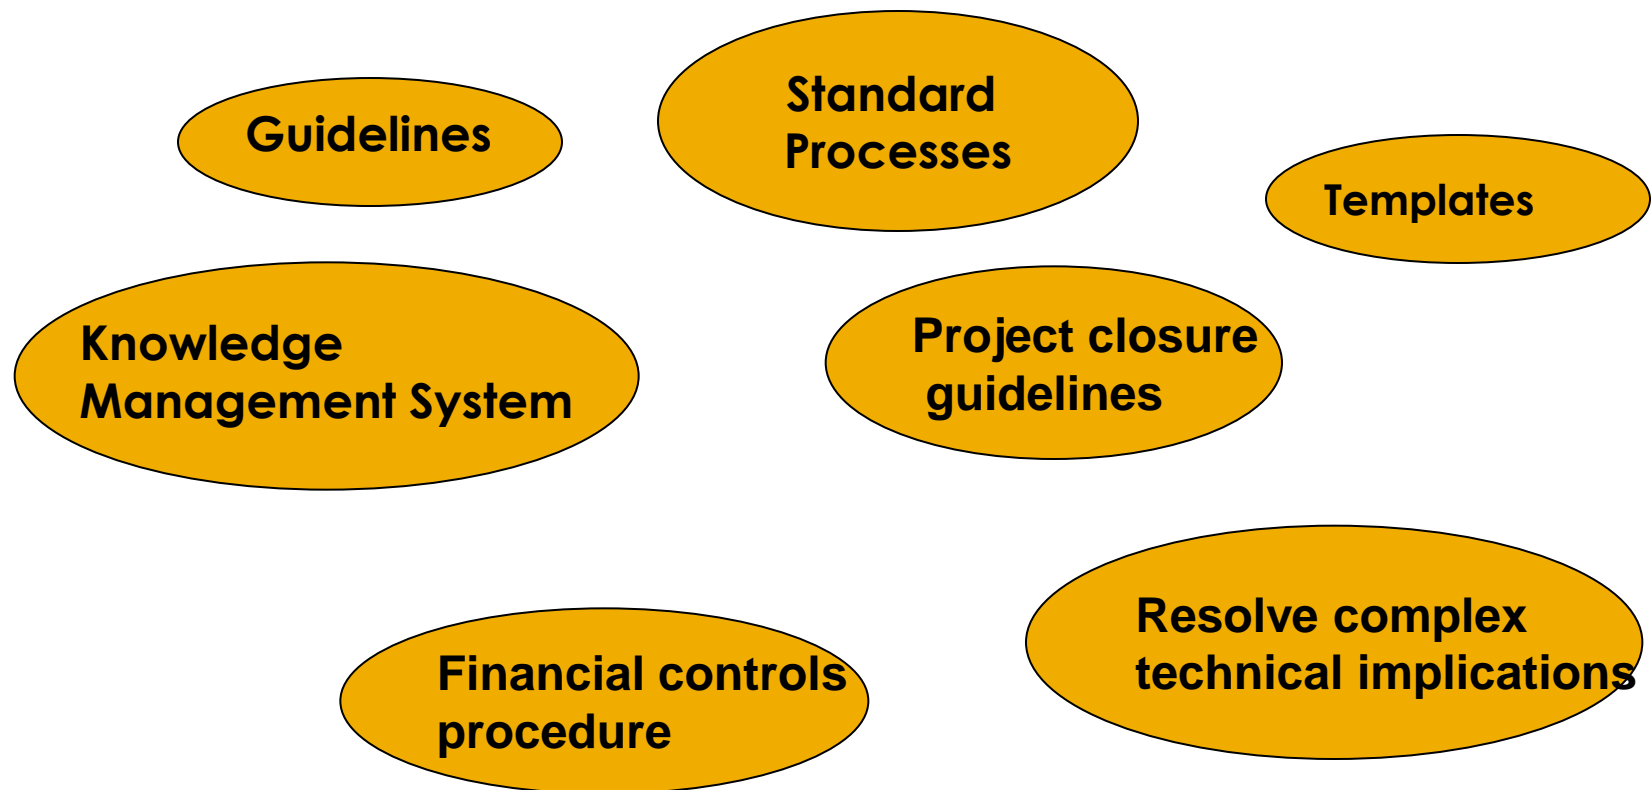 Guidelines
Standard
Processes
Templates
Knowledge
Management System
Project closure
guidelines
Resolve complex
technical implications
Financial controls
procedure